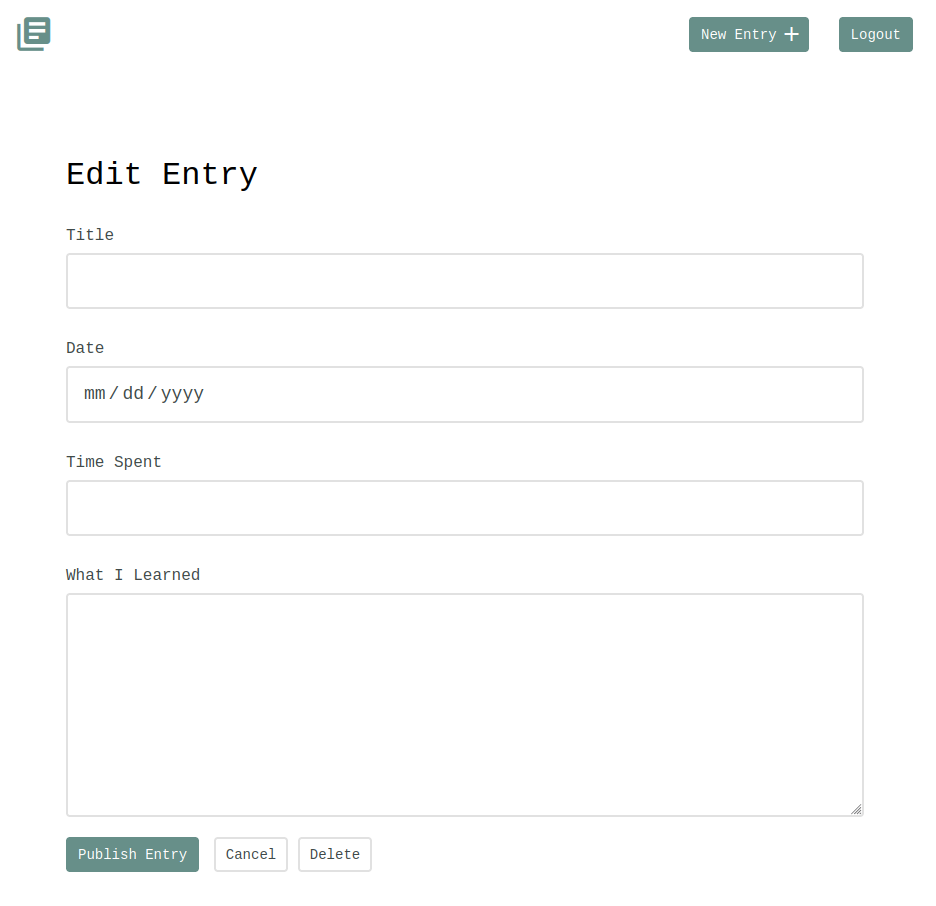 New Entry + Logout
Edit Entry
Title
Date
mm/dd/yyyy
Time Spent
What I Learned
Publish Entry Cancel Delete